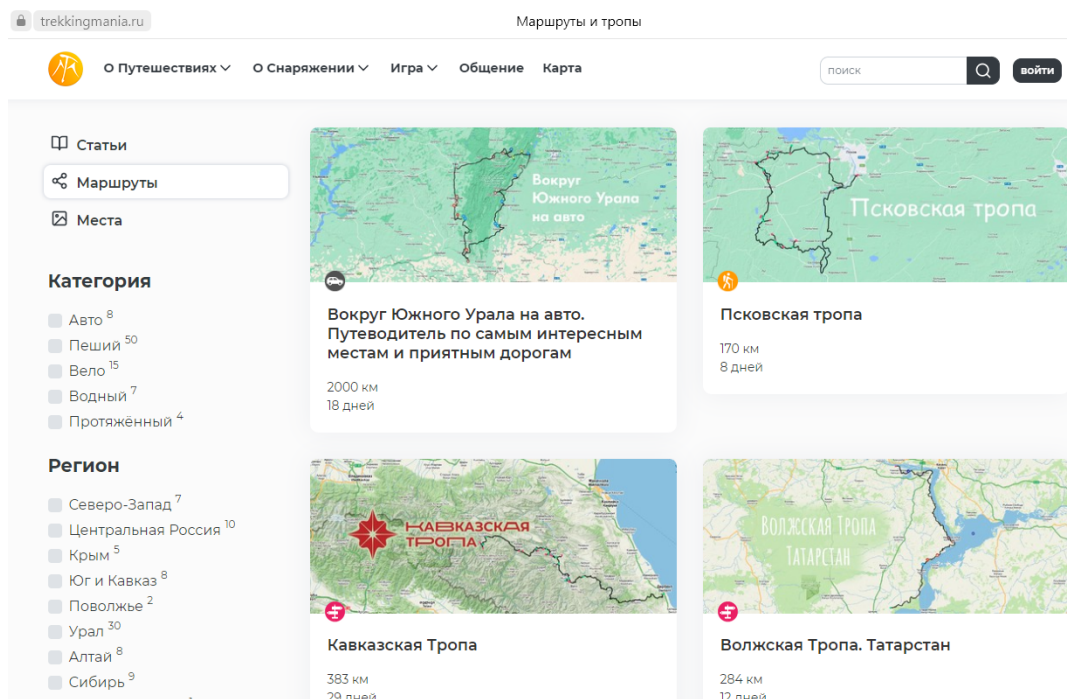 trekkingmania.ru
Маршруты и тропы
О Путешествиях
О Снаряжении
Игра
Общение
Карта
поиск
войти
Статьи
Маршруты
Места
Категория
Авто 8
Пеший 50
Вело 15
Водный 7
Протяжённый 4
Регион
Северо-Запад 7
Центральная Россия 10
Крым 5
Юг и Кавказ 8
Поволжье 2
Урал 30
Алтай 8
Сибирь 9
Вокруг
Южного Урала
на авто
Вокруг Южного Урала на авто.
Путеводитель по самым интересным
местам и приятным дорогам
2000 км
18 дней
Псковская тропа
Псковская тропа
170 км
8 дней
КАВКАЗСКАЯ
ТРОПА
Кавказская Тропа
383 км
29 дней
Волжская Тропа
Татарстан
Волжская Тропа. Татарстан
284 км
12 дней